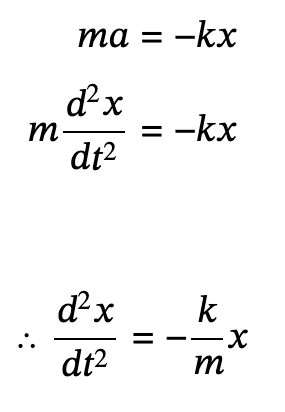 ma = −kx
m d²x/dt² = −kx
∴ d²x/dt² = −k/m x